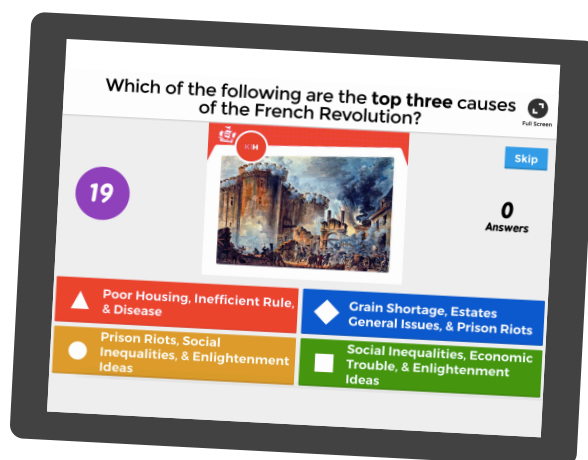 Which of the following are the top three causes
of the French Revolution?
Full Screen
K!H
Skip
19
0
Answers
Poor Housing, Inefficient Rule,
& Disease
Grain Shortage, Estates
General Issues, & Prison Riots
Prison Riots, Social
Inequalities, & Enlightenment
Ideas
Social Inequalities, Economic
Trouble, & Enlightenment
Ideas